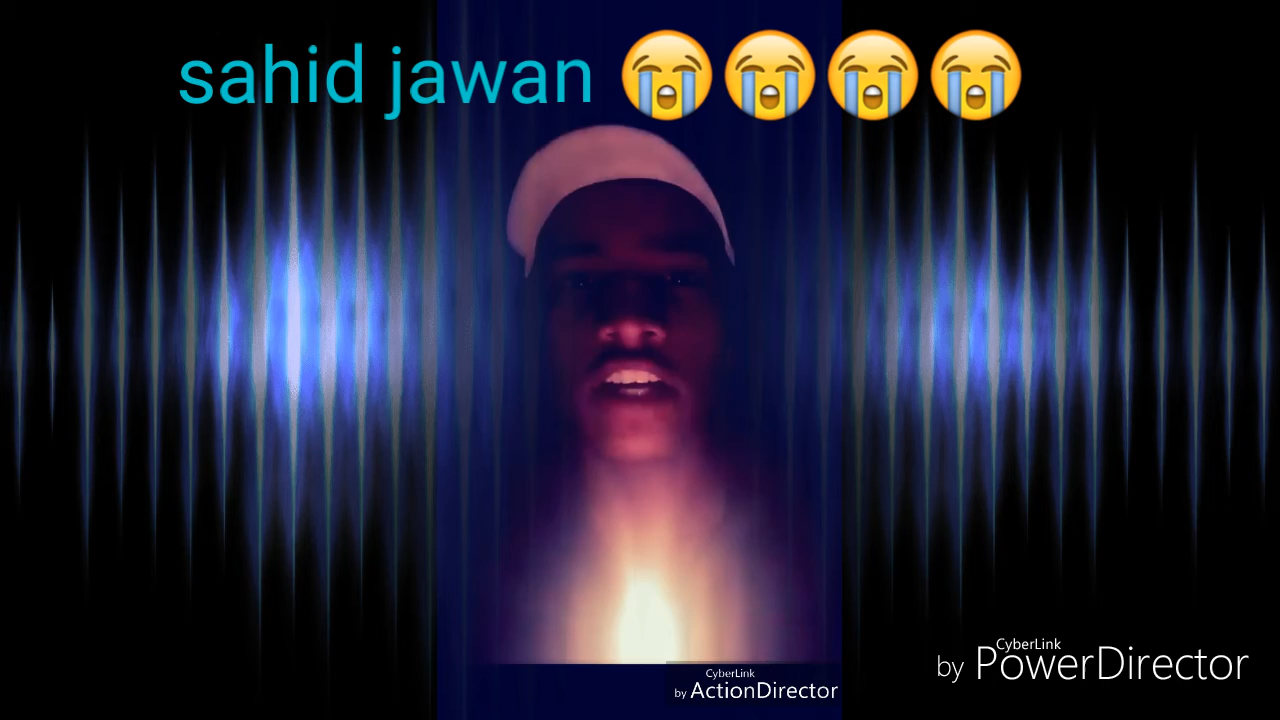 sahid jawan 😭😭😭😭
CyberLink
by PowerDirector
CyberLink
by ActionDirector